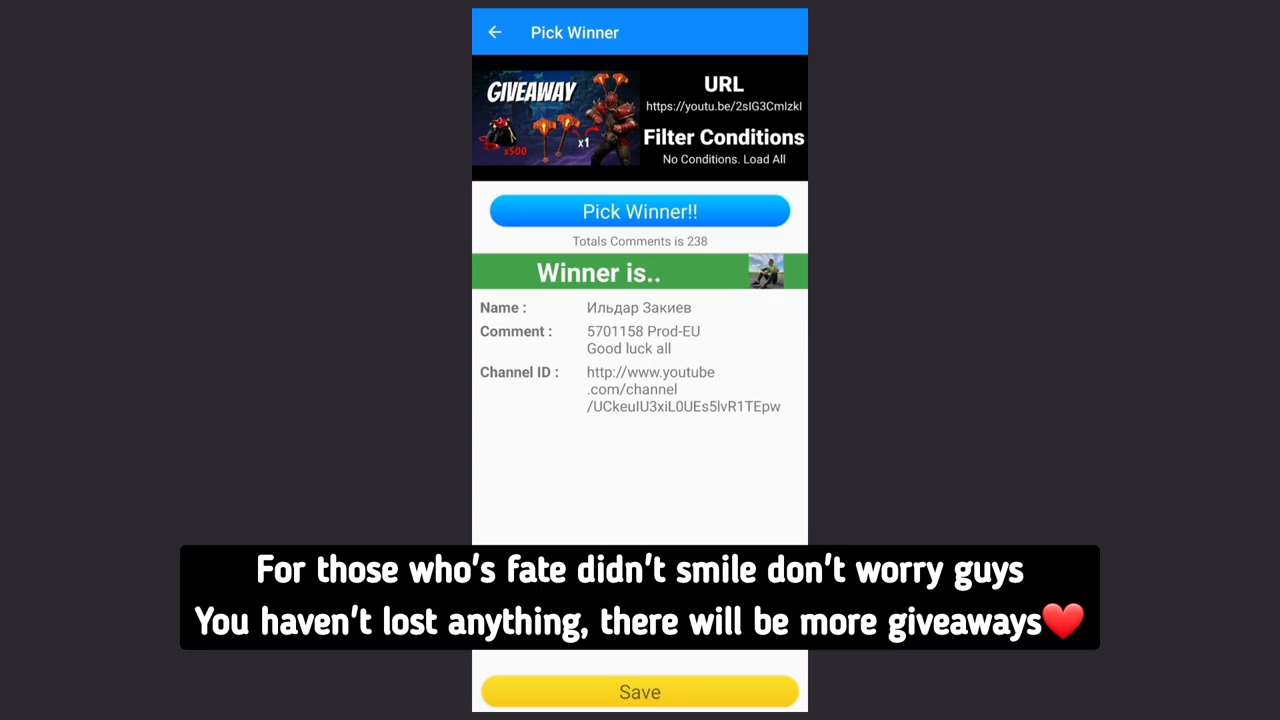 Pick Winner
GIVEAWAY
x500
x1
URL
https://youtu.be/2sIG3CmIzkI
Filter Conditions
No Conditions. Load All
Pick Winner!!
Totals Comments is 238
Winner is..
Name : Ильдар Закиев
Comment : 5701158 Prod-EU
Good luck all
Channel ID : http://www.youtube
.com/channel
/UCkeuIU3xiL0UEs5lvR1TEpw
For those who's fate didn't smile don't worry guys
You haven't lost anything, there will be more giveaways❤️
Save